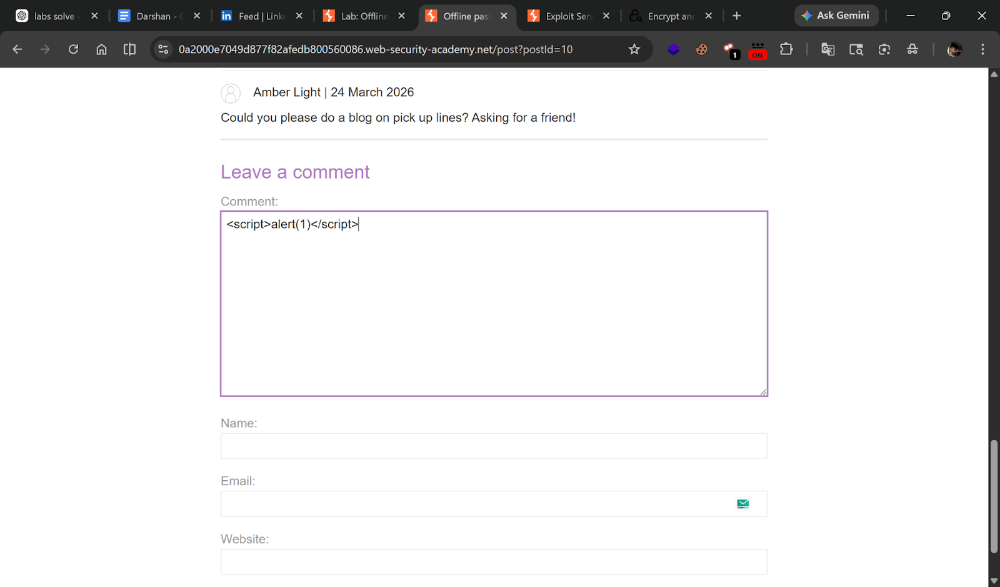 labs solve -
Darshan - C
Feed | Linke
Lab: Offline
Offline pas
Exploit Serv
Encrypt and
Ask Gemini
0a2000e7049d877f82afedb800560086.web-security-academy.net/post?postId=10
1
ON
Amber Light | 24 March 2026
Could you please do a blog on pick up lines? Asking for a friend!
Leave a comment
Comment:
<script>alert(1)</script>
Name:
Email:
Website: